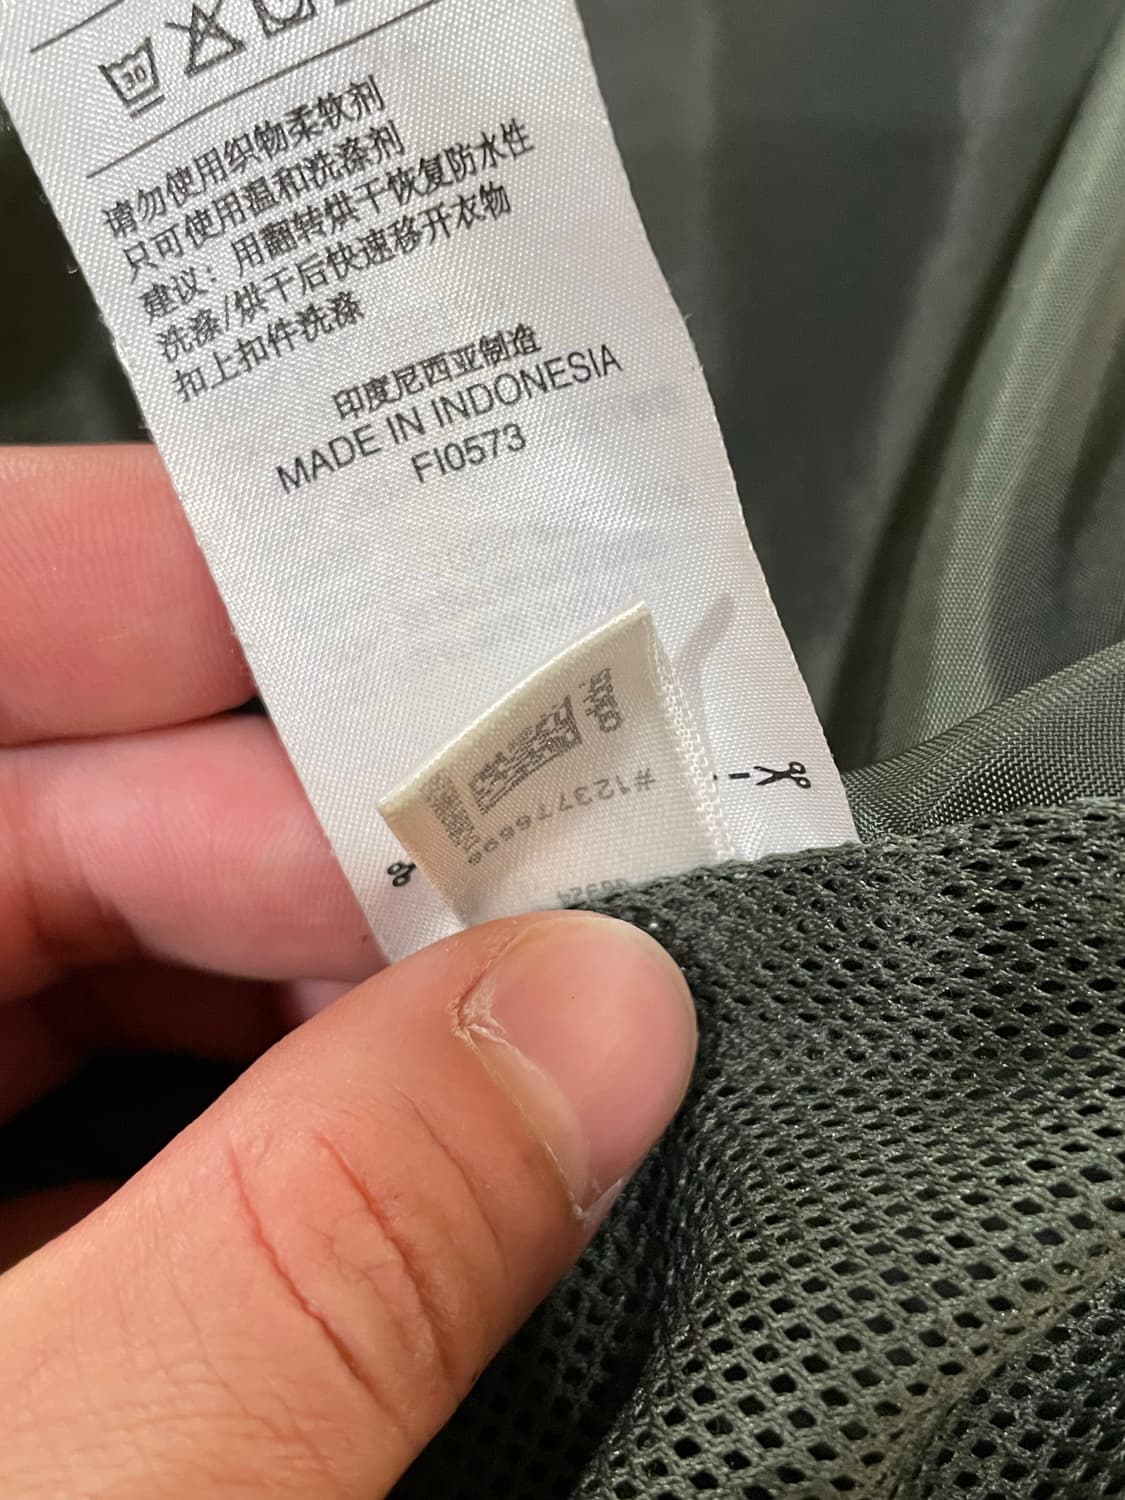 30
请勿使用织物柔软剂
只可使用温和洗涤剂
建议：用翻转烘干恢复防水性
洗涤/烘干后快速移开衣物
扣上扣件洗涤
印度尼西亚制造
MADE IN INDONESIA
FI0573